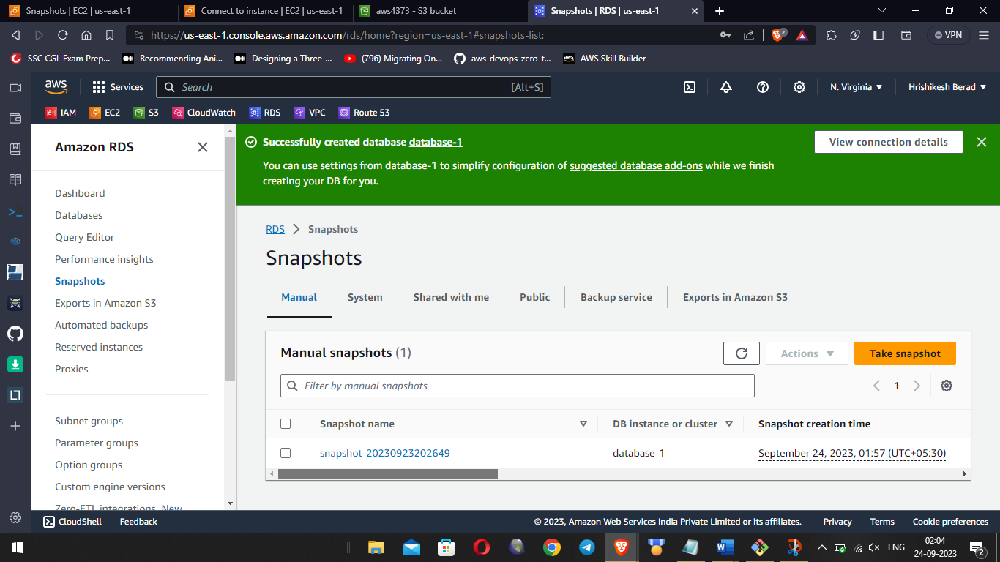 Snapshots | EC2 | us-east-1
Connect to instance | EC2 | us-east-1
aws4373 - S3 bucket
Snapshots | RDS | us-east-1
https://us-east-1.console.aws.amazon.com/rds/home?region=us-east-1#snapshots-list:
2
VPN
SSC CGL Exam Prep...
Recommending Ani...
Designing a Three-...
(796) Migrating On...
aws-devops-zero-t...
aws
AWS Skill Builder
aws
Services
Search
[Alt+S]
N. Virginia
Hrishikesh Berad
IAM
EC2
S3
CloudWatch
RDS
VPC
Route 53
Amazon RDS
Dashboard
Databases
Query Editor
Performance insights
Snapshots
Exports in Amazon S3
Automated backups
Reserved instances
Proxies
Subnet groups
Parameter groups
Option groups
Custom engine versions
Zero-ETL integrations New
Successfully created database database-1
View connection details
You can use settings from database-1 to simplify configuration of suggested database add-ons while we finish
creating your DB for you.
RDS > Snapshots
Snapshots
Manual
System
Shared with me
Public
Backup service
Exports in Amazon S3
Manual snapshots (1)
Actions
Take snapshot
Filter by manual snapshots
1
Snapshot name
DB instance or cluster
Snapshot creation time
snapshot-20230923202649
database-1
September 24, 2023, 01:57 (UTC+05:30)
CloudShell
Feedback
© 2023, Amazon Web Services India Private Limited or its affiliates.
Privacy
Terms
Cookie preferences
ENG
02:04
24-09-2023
2